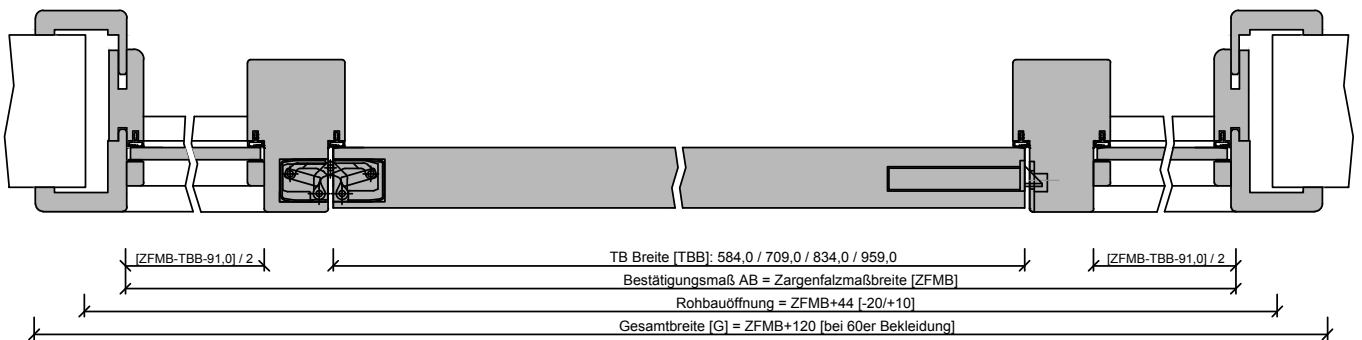 [ZFMB-TBB-91,0] / 2
TB Breite [TBB]: 584,0 / 709,0 / 834,0 / 959,0
[ZFMB-TBB-91,0] / 2
Bestätigungsmaß AB = Zargenfalzmaßbreite [ZFMB]
Rohbauöffnung = ZFMB+44 [-20/+10]
Gesamtbreite [G] = ZFMB+120 [bei 60er Bekleidung]